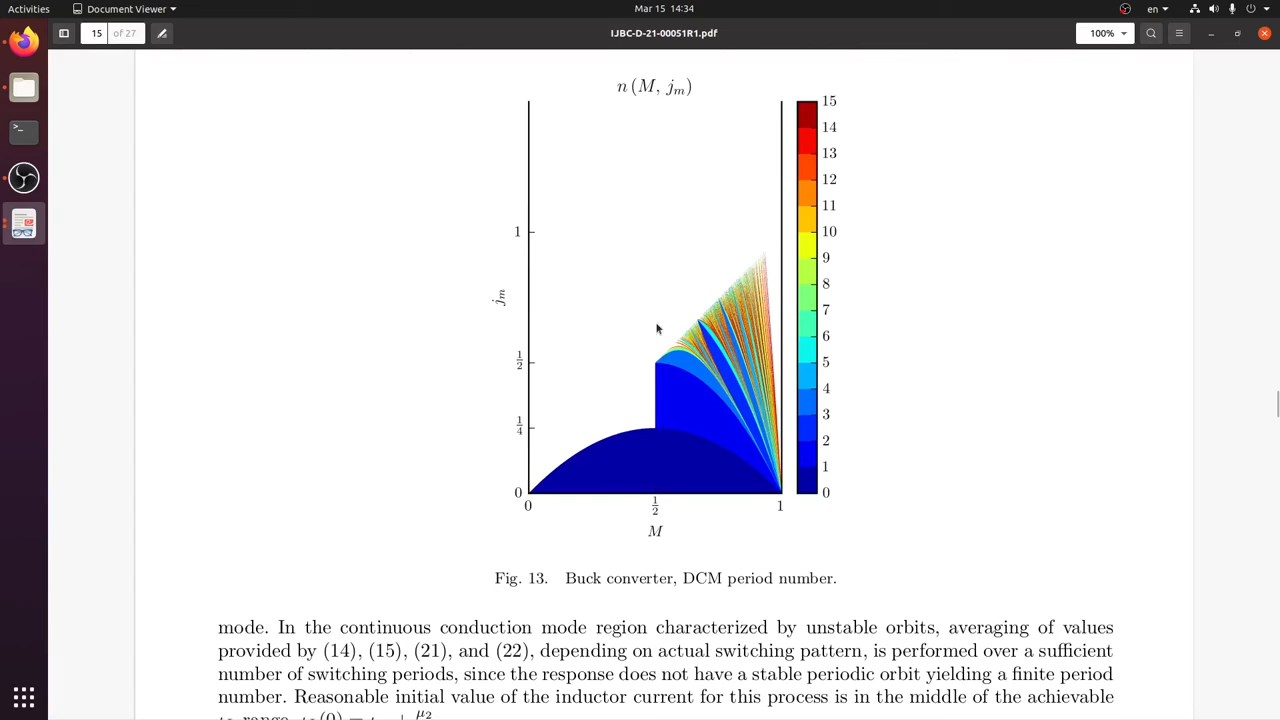 Activities
Document Viewer
Mar 15 14:34
en
15 of 27
IJBC-D-21-00051R1.pdf
100%
n (M, jm)
15
14
13
12
11
10
9
8
7
6
5
4
3
2
1
0
1
1/2
1/4
0
jm
0
1/2
1
M
Fig. 13. Buck converter, DCM period number.
mode. In the continuous conduction mode region characterized by unstable orbits, averaging of values
provided by (14), (15), (21), and (22), depending on actual switching pattern, is performed over a sufficient
number of switching periods, since the response does not have a stable periodic orbit yielding a finite period
number. Reasonable initial value of the inductor current for this process is in the middle of the achievable